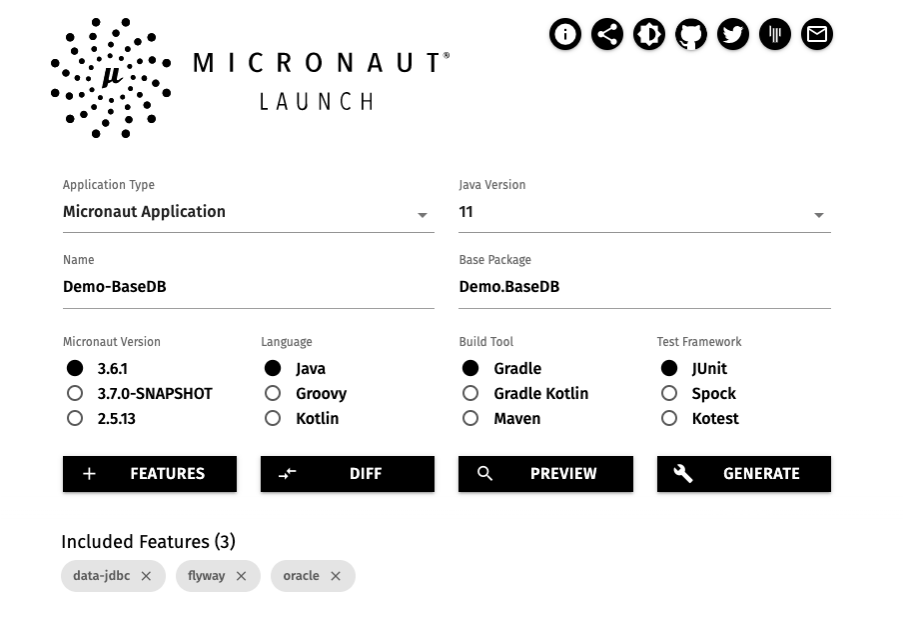 μ
MICRONAUT®
LAUNCH
Application Type
Micronaut Application
Java Version
11
Name
Demo-BaseDB
Base Package
Demo.BaseDB
Micronaut Version
3.6.1
3.7.0-SNAPSHOT
2.5.13
Language
Java
Groovy
Kotlin
Build Tool
Gradle
Gradle Kotlin
Maven
Test Framework
JUnit
Spock
Kotest
FEATURES
DIFF
PREVIEW
GENERATE
Included Features (3)
data-jdbc
flyway
oracle